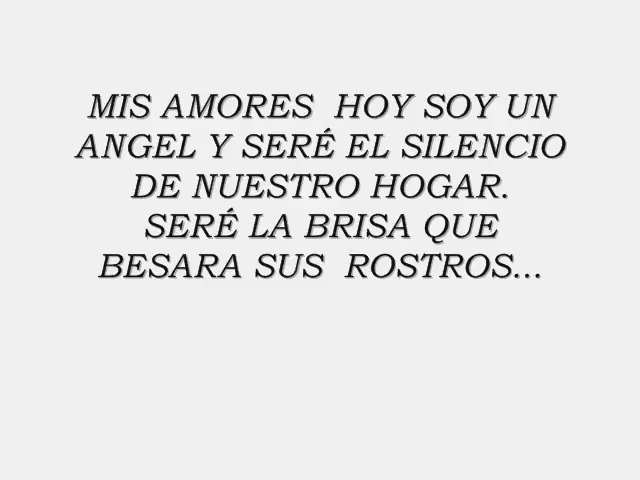 MIS AMORES  HOY SOY UN
ANGEL Y SERÉ EL SILENCIO
DE NUESTRO HOGAR.
SERÉ LA BRISA QUE
BESARA SUS  ROSTROS...